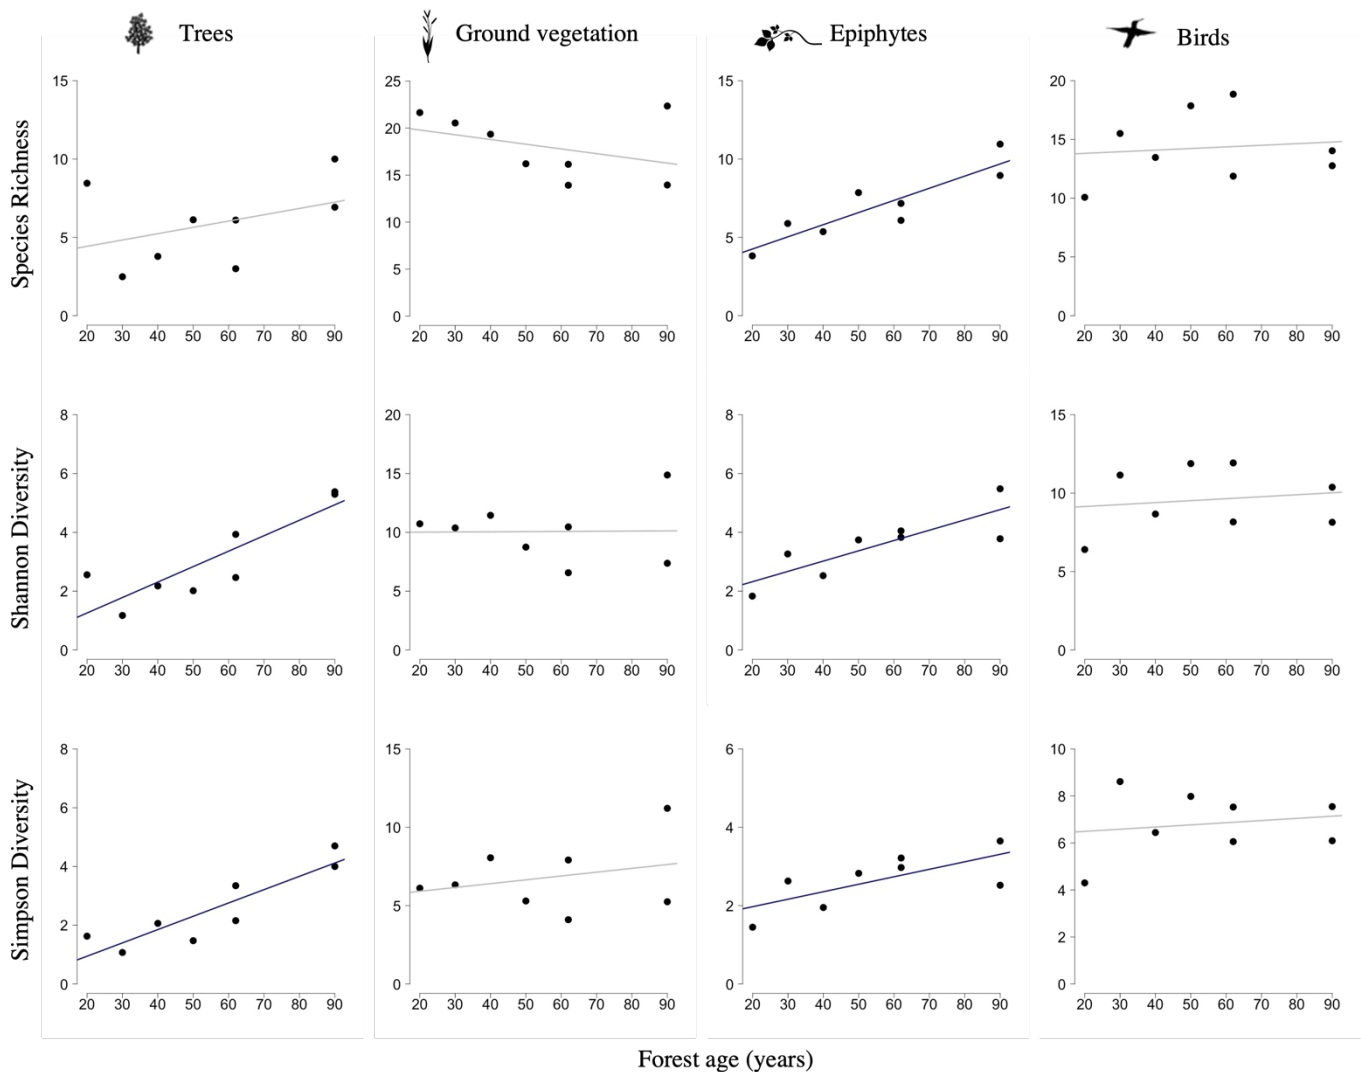 Trees Ground vegetation Epiphytes Birds
Species Richness
15 10 5 0
20 30 40 50 60 70 80 90
25 20 15 10 5 0
20 30 40 50 60 70 80 90
15 10 5 0
20 30 40 50 60 70 80 90
20 15 10 5 0
20 30 40 50 60 70 80 90
Shannon Diversity
8 6 4 2 0
20 30 40 50 60 70 80 90
20 15 10 5 0
20 30 40 50 60 70 80 90
8 6 4 2 0
20 30 40 50 60 70 80 90
15 10 5 0
20 30 40 50 60 70 80 90
Simpson Diversity
8 6 4 2 0
20 30 40 50 60 70 80 90
15 10 5 0
20 30 40 50 60 70 80 90
6 4 2 0
20 30 40 50 60 70 80 90
10 8 6 4 2 0
20 30 40 50 60 70 80 90
Forest age (years)